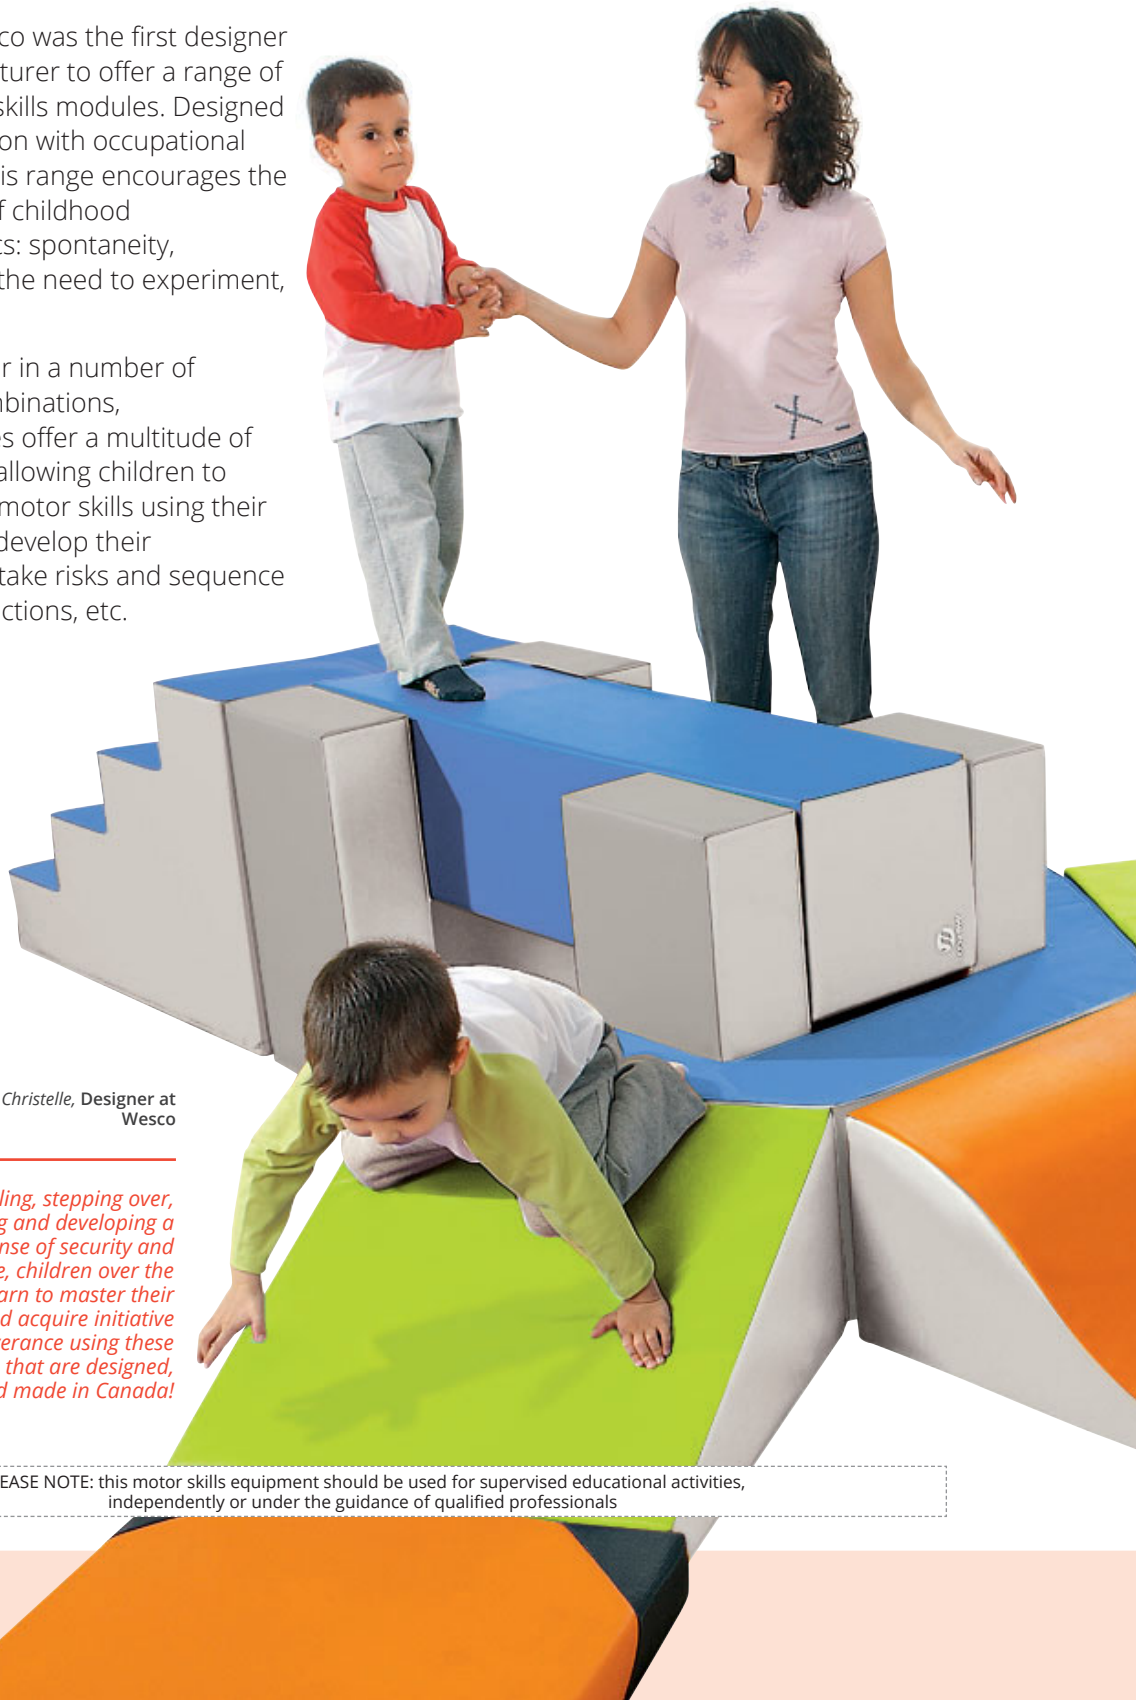 co was the first designer
turer to offer a range of
skills modules. Designed
on with occupational
is range encourages the
f childhood
cs: spontaneity,
the need to experiment,
r in a number of
nbinations,
es offer a multitude of
allowing children to
motor skills using their
develop their
take risks and sequence
ctions, etc.
Christelle, Designer at
Wesco
ling, stepping over,
g and developing a
nse of security and
e, children over the
arn to master their
d acquire initiative
verance using these
that are designed,
d made in Canada!
EASE NOTE: this motor skills equipment should be used for supervised educational activities,
independently or under the guidance of qualified professionals